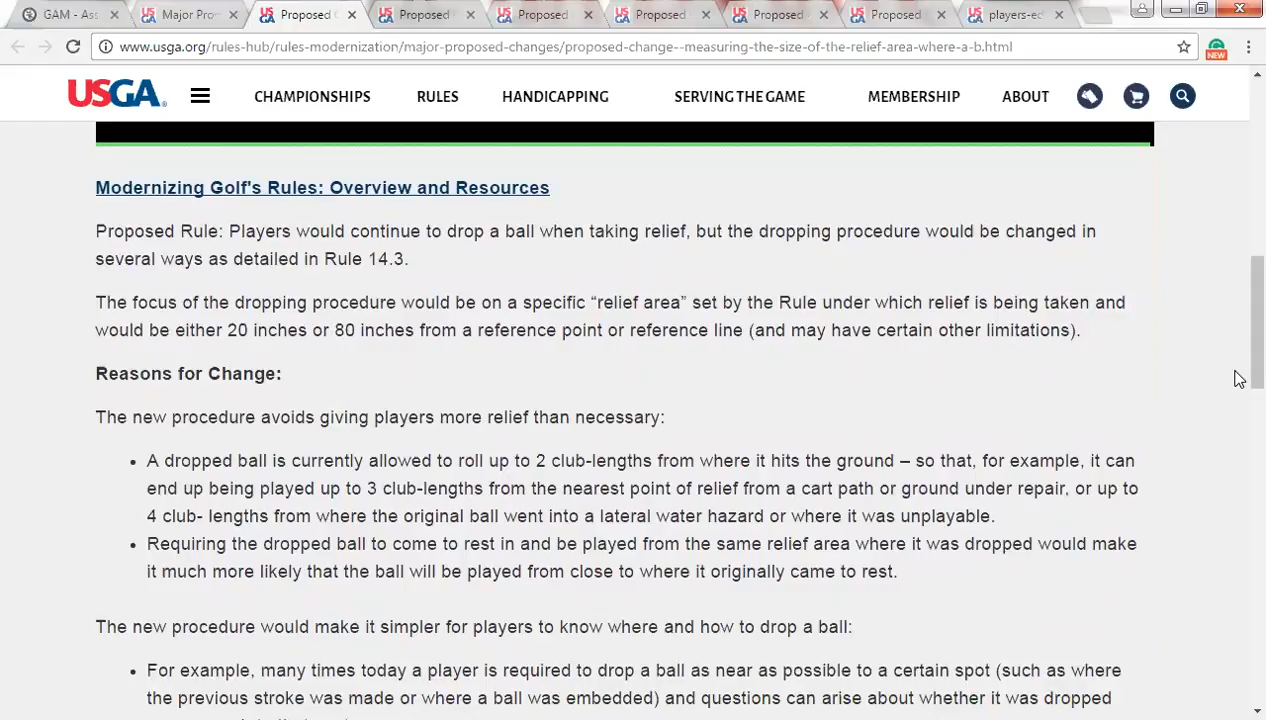 GAM - Ass
Major Pro
Proposed C
Proposed
Proposed
Proposed
Proposed
Proposed
players-ed
www.usga.org/rules-hub/rules-modernization/major-proposed-changes/proposed-change--measuring-the-size-of-the-relief-area-where-a-b.html
NEW
USGA
CHAMPIONSHIPS RULES HANDICAPPING SERVING THE GAME MEMBERSHIP ABOUT
Modernizing Golf's Rules: Overview and Resources
Proposed Rule: Players would continue to drop a ball when taking relief, but the dropping procedure would be changed in
several ways as detailed in Rule 14.3.
The focus of the dropping procedure would be on a specific “relief area” set by the Rule under which relief is being taken and
would be either 20 inches or 80 inches from a reference point or reference line (and may have certain other limitations).
Reasons for Change:
The new procedure avoids giving players more relief than necessary:
• A dropped ball is currently allowed to roll up to 2 club-lengths from where it hits the ground – so that, for example, it can
end up being played up to 3 club-lengths from the nearest point of relief from a cart path or ground under repair, or up to
4 club- lengths from where the original ball went into a lateral water hazard or where it was unplayable.
• Requiring the dropped ball to come to rest in and be played from the same relief area where it was dropped would make
it much more likely that the ball will be played from close to where it originally came to rest.
The new procedure would make it simpler for players to know where and how to drop a ball:
• For example, many times today a player is required to drop a ball as near as possible to a certain spot (such as where
the previous stroke was made or where a ball was embedded) and questions can arise about whether it was dropped